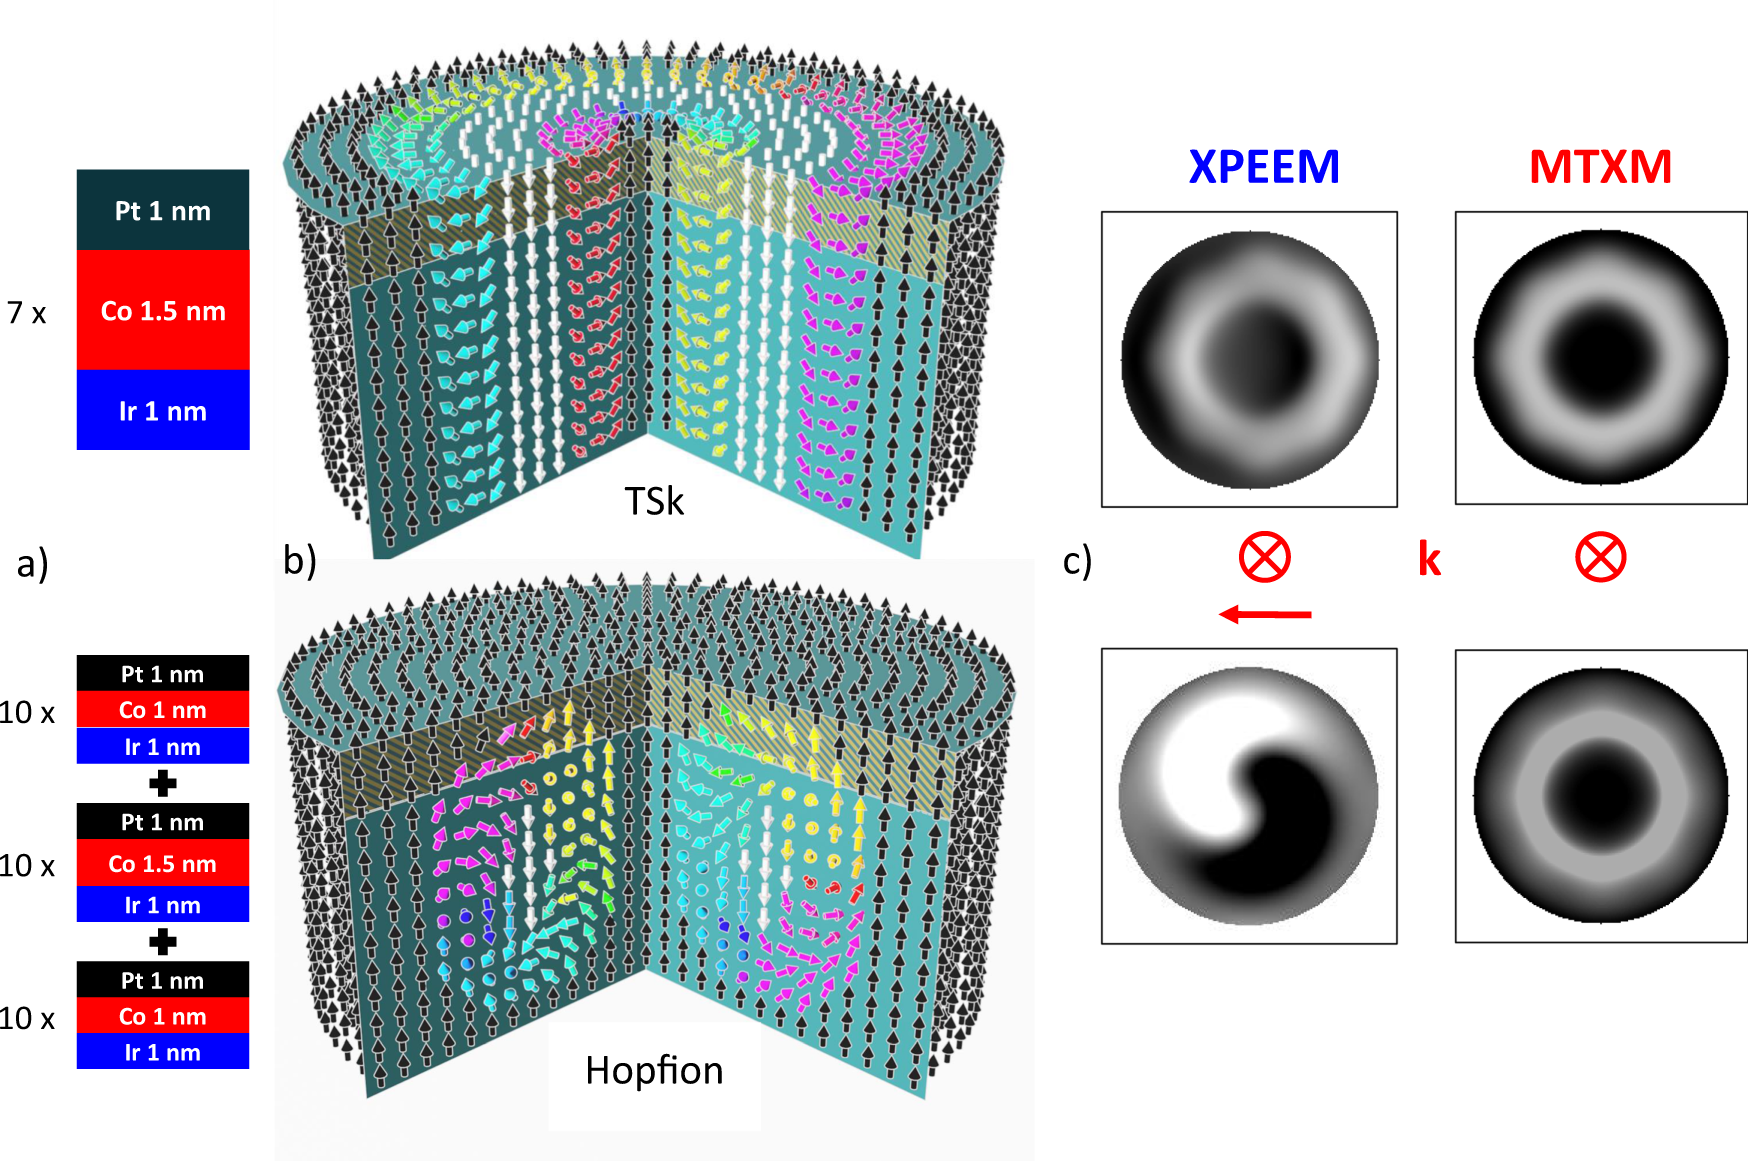 Pt 1 nm
7 x
Co 1.5 nm
Ir 1 nm
a)
Pt 1 nm
10 x
Co 1 nm
Ir 1 nm
+
Pt 1 nm
10 x
Co 1.5 nm
Ir 1 nm
+
Pt 1 nm
10 x
Co 1 nm
Ir 1 nm
TSk
b)
Hopfion
XPEEM
MTXM
c)
k